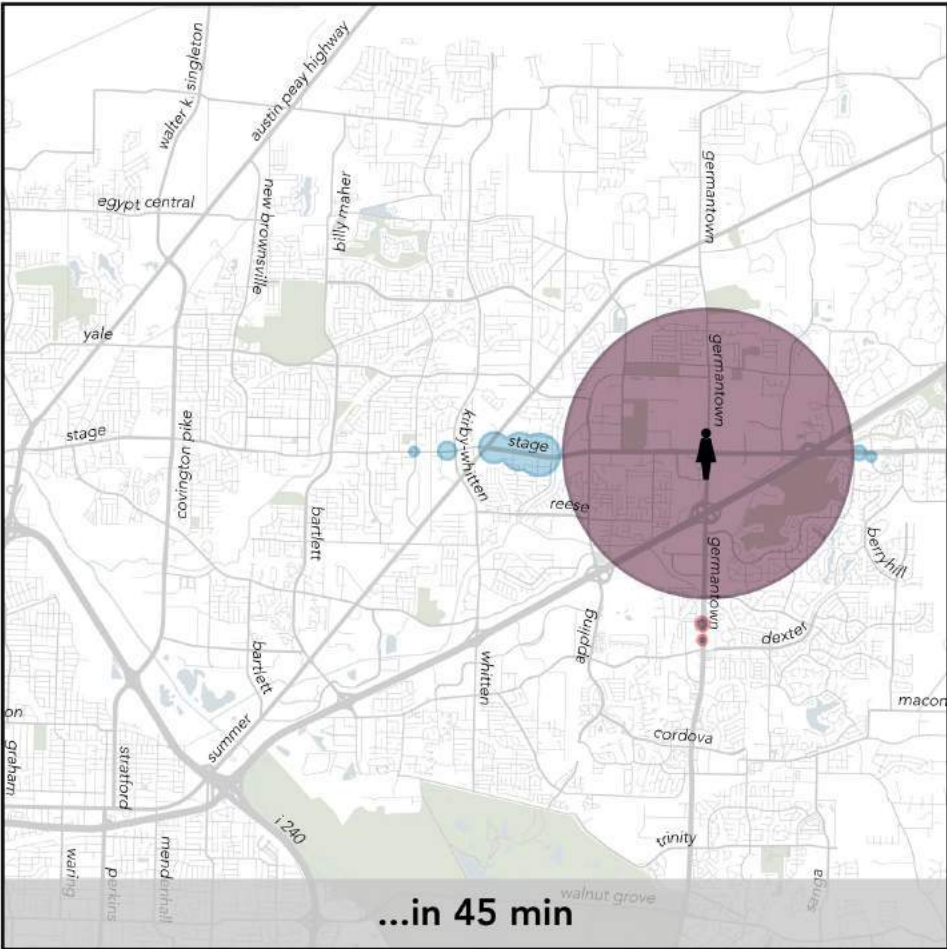 walter k. singleton
austin peay highway
germantown
egypt central
new brownsville
billy maher
yale
germantown
stage
covington pike
kirby-whitten
stage
reese
bartlett
germantown
berryhill
appling
dexter
bartlett
whitten
macon
on
cordova
summer
graham
stratford
i 240
trinity
waring
perkins
mendenhall
walnut grove
sanga
...in 45 min